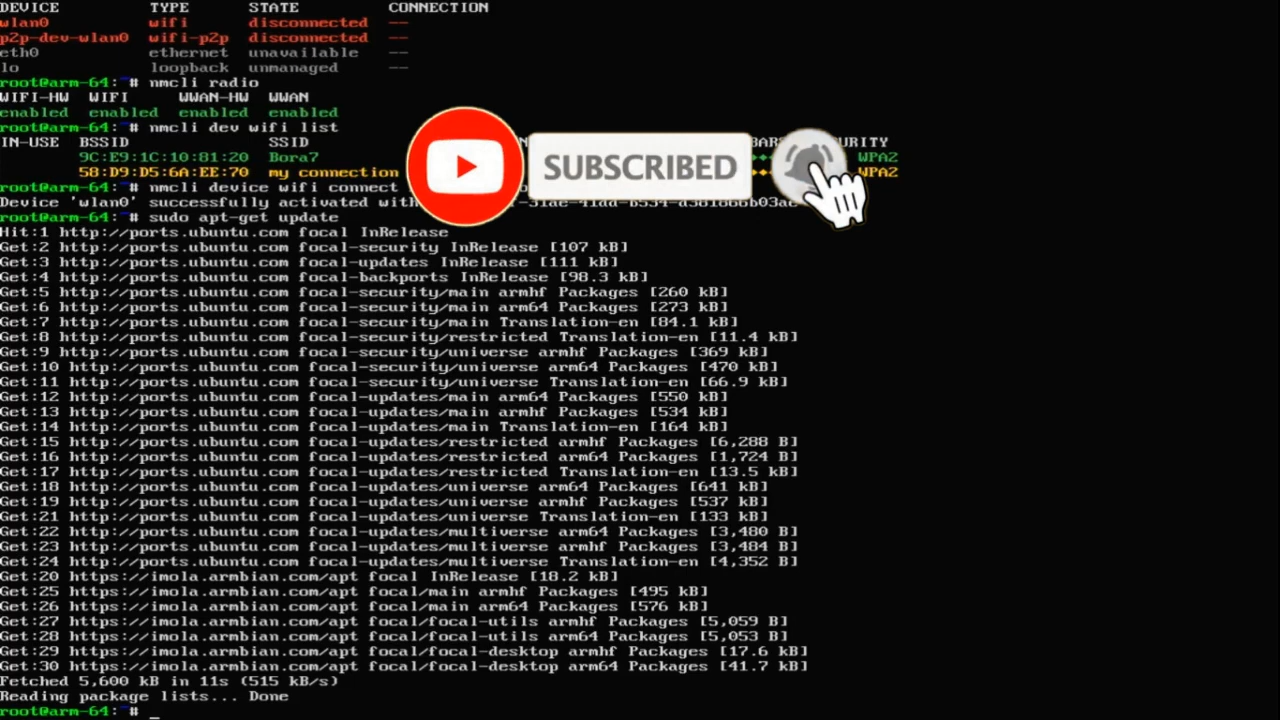 DEVICE TYPE STATE CONNECTION
wlan0 wifi disconnected --
p2p-dev-wlan0 wifi-p2p disconnected --
eth0 ethernet unavailable --
lo loopback unmanaged --
root@arm-64:~# nmcli radio
WIFI-HW WIFI WWAN-HW WWAN
enabled enabled enabled enabled
root@arm-64:~# nmcli dev wifi list
IN-USE BSSID SSID
9C:E9:1C:10:81:20 Bora7 WPA2
58:D9:D5:6A:EE:70 my connection WPA2
SUBSCRIBED
root@arm-64:~# nmcli device wifi connect
Device 'wlan0' successfully activated
root@arm-64:~# sudo apt-get update
Hit:1 http://ports.ubuntu.com focal InRelease
Get:2 http://ports.ubuntu.com focal-security InRelease [107 kB]
Get:3 http://ports.ubuntu.com focal-updates InRelease [111 kB]
Get:4 http://ports.ubuntu.com focal-backports InRelease [98.3 kB]
Get:5 http://ports.ubuntu.com focal-security/main armhf Packages [260 kB]
Get:6 http://ports.ubuntu.com focal-security/main arm64 Packages [273 kB]
Get:7 http://ports.ubuntu.com focal-security/main Translation-en [84.1 kB]
Get:8 http://ports.ubuntu.com focal-security/restricted Translation-en [11.4 kB]
Get:9 http://ports.ubuntu.com focal-security/universe armhf Packages [369 kB]
Get:10 http://ports.ubuntu.com focal-security/universe arm64 Packages [470 kB]
Get:11 http://ports.ubuntu.com focal-security/universe Translation-en [66.9 kB]
Get:12 http://ports.ubuntu.com focal-updates/main arm64 Packages [550 kB]
Get:13 http://ports.ubuntu.com focal-updates/main armhf Packages [534 kB]
Get:14 http://ports.ubuntu.com focal-updates/main Translation-en [164 kB]
Get:15 http://ports.ubuntu.com focal-updates/restricted armhf Packages [6,288 B]
Get:16 http://ports.ubuntu.com focal-updates/restricted arm64 Packages [1,724 B]
Get:17 http://ports.ubuntu.com focal-updates/restricted Translation-en [13.5 kB]
Get:18 http://ports.ubuntu.com focal-updates/universe arm64 Packages [641 kB]
Get:19 http://ports.ubuntu.com focal-updates/universe armhf Packages [537 kB]
Get:21 http://ports.ubuntu.com focal-updates/universe Translation-en [133 kB]
Get:22 http://ports.ubuntu.com focal-updates/multiverse arm64 Packages [3,480 B]
Get:23 http://ports.ubuntu.com focal-updates/multiverse armhf Packages [3,484 B]
Get:24 http://ports.ubuntu.com focal-updates/multiverse Translation-en [4,352 B]
Get:20 https://imola.armbian.com/apt focal InRelease [18.2 kB]
Get:25 https://imola.armbian.com/apt focal/main armhf Packages [495 kB]
Get:26 https://imola.armbian.com/apt focal/main arm64 Packages [576 kB]
Get:27 https://imola.armbian.com/apt focal/focal-utils armhf Packages [5,059 B]
Get:28 https://imola.armbian.com/apt focal/focal-utils arm64 Packages [5,053 B]
Get:29 https://imola.armbian.com/apt focal/focal-desktop armhf Packages [17.6 kB]
Get:30 https://imola.armbian.com/apt focal/focal-desktop arm64 Packages [41.7 kB]
Fetched 5,600 kB in 11s (515 kB/s)
Reading package lists... Done
root@arm-64:~# _